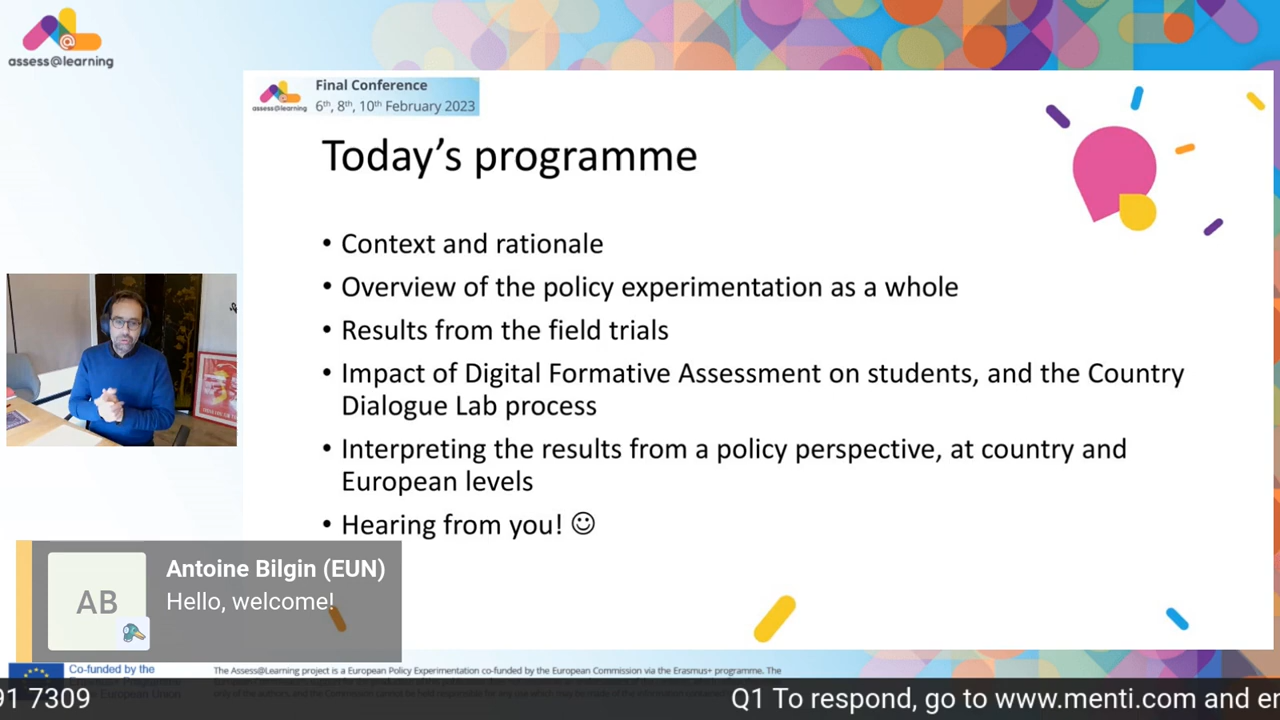 assess@learning
assess@learning
Final Conference
6th, 8th, 10th February 2023
Today's programme
• Context and rationale
• Overview of the policy experimentation as a whole
• Results from the field trials
• Impact of Digital Formative Assessment on students, and the Country
Dialogue Lab process
• Interpreting the results from a policy perspective, at country and
European levels
• Hearing from you! ☺
AB
Antoine Bilgin (EUN)
Hello, welcome!
Co-funded by the
The Assess@Learning project is a European Policy Experimentation co-funded by the European Commission via the Erasmus+ programme. The
91 7309
Q1 To respond, go to www.menti.com and en